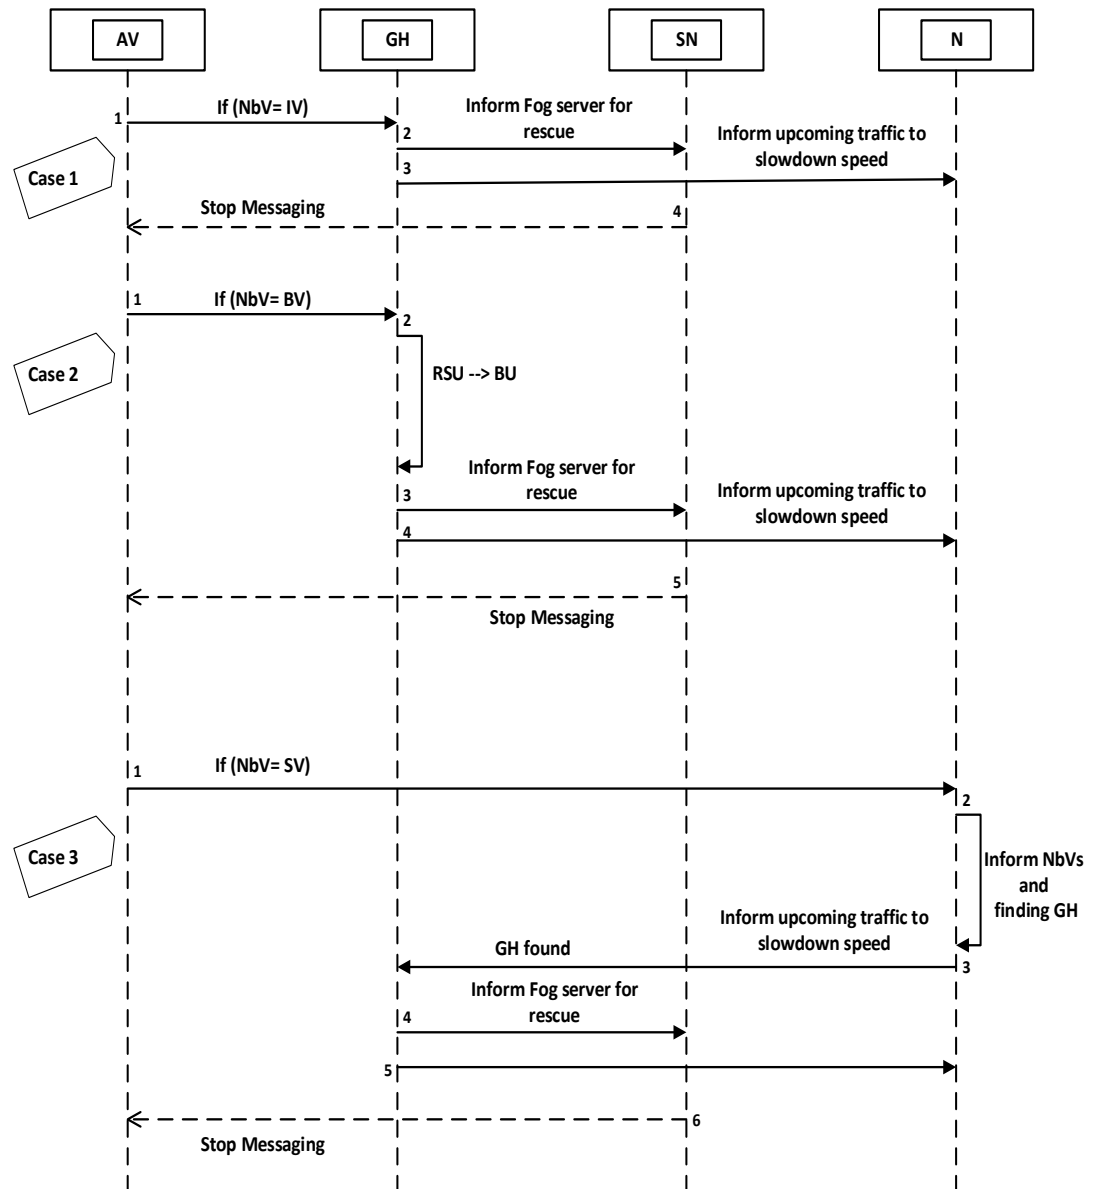 AV
GH
SN
N
1
If (NbV= IV)
2
Inform Fog server for
rescue
Inform upcoming traffic to
slowdown speed
3
Case 1
Stop Messaging
4
1
If (NbV= BV)
2
Case 2
RSU --> BU
Inform Fog server for
rescue
3
Inform upcoming traffic to
slowdown speed
4
5
Stop Messaging
1
If (NbV= SV)
2
Case 3
Inform NbVs
and
finding GH
Inform upcoming traffic to
slowdown speed
GH found
3
Inform Fog server for
rescue
4
5
6
Stop Messaging